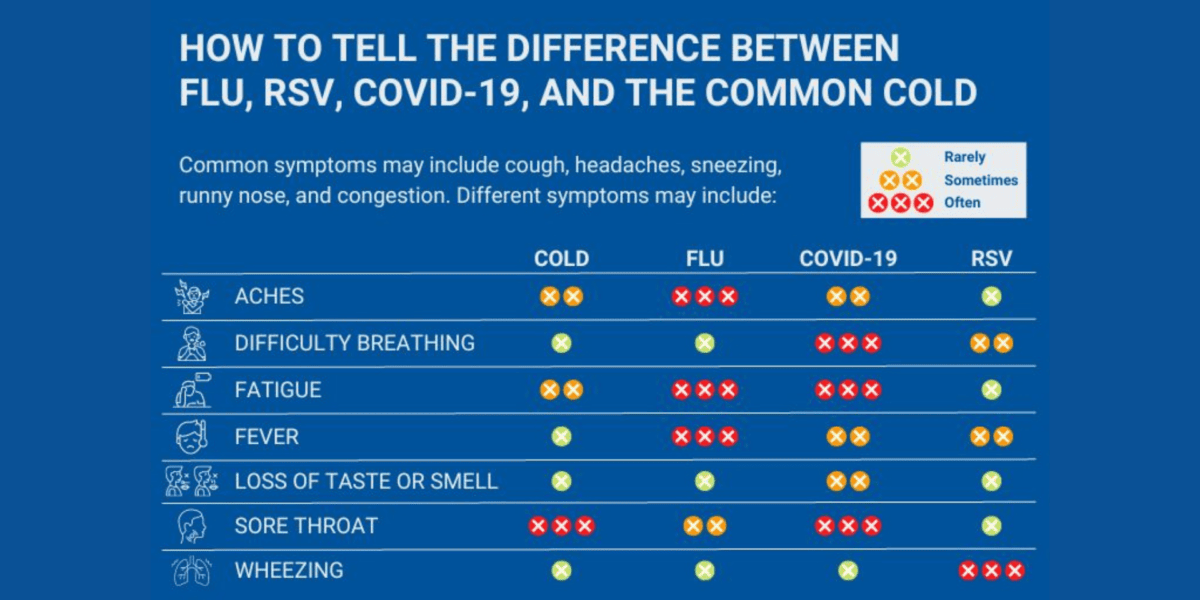 HOW TO TELL THE DIFFERENCE BETWEEN
FLU, RSV, COVID-19, AND THE COMMON COLD
Common symptoms may include cough, headaches, sneezing,
runny nose, and congestion. Different symptoms may include:
Rarely
Sometimes
Often
COLD FLU COVID-19 RSV
ACHES
DIFFICULTY BREATHING
FATIGUE
FEVER
LOSS OF TASTE OR SMELL
SORE THROAT
WHEEZING